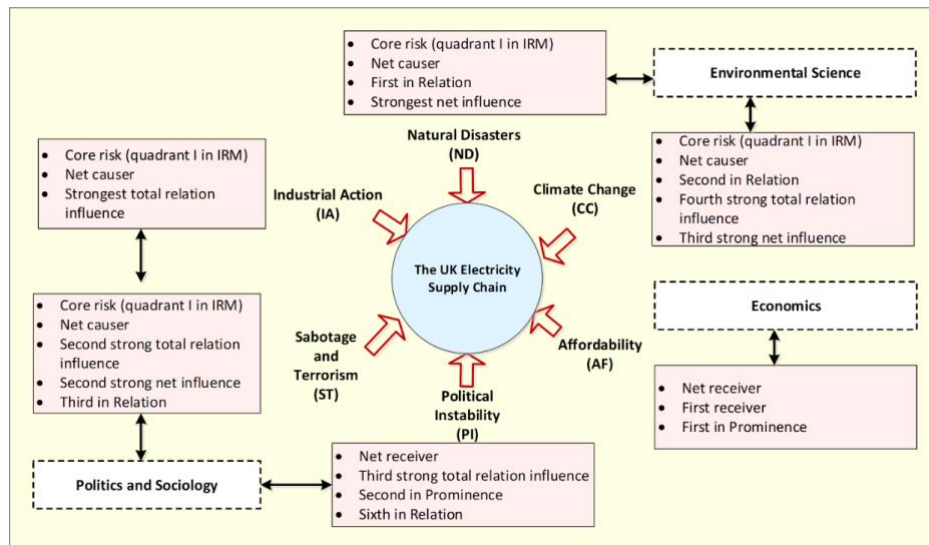 • Core risk (quadrant I in IRM)
• Net causer
• First in Relation
• Strongest net influence
Environmental Science
• Core risk (quadrant I in IRM)
• Net causer
• Second in Relation
• Fourth strong total relation
influence
• Third strong net influence
• Core risk (quadrant I in IRM)
• Net causer
• Strongest total relation
influence
Natural Disasters
(ND)
Industrial Action
(IA)
Climate Change
(CC)
The UK Electricity
Supply Chain
Sabotage
and
Terrorism
(ST)
Political
Instability
(PI)
Affordability
(AF)
• Core risk (quadrant I in IRM)
• Net causer
• Second strong total relation
influence
• Second strong net influence
• Third in Relation
Economics
• Net receiver
• First receiver
• First in Prominence
Politics and Sociology
• Net receiver
• Third strong total relation influence
• Second in Prominence
• Sixth in Relation